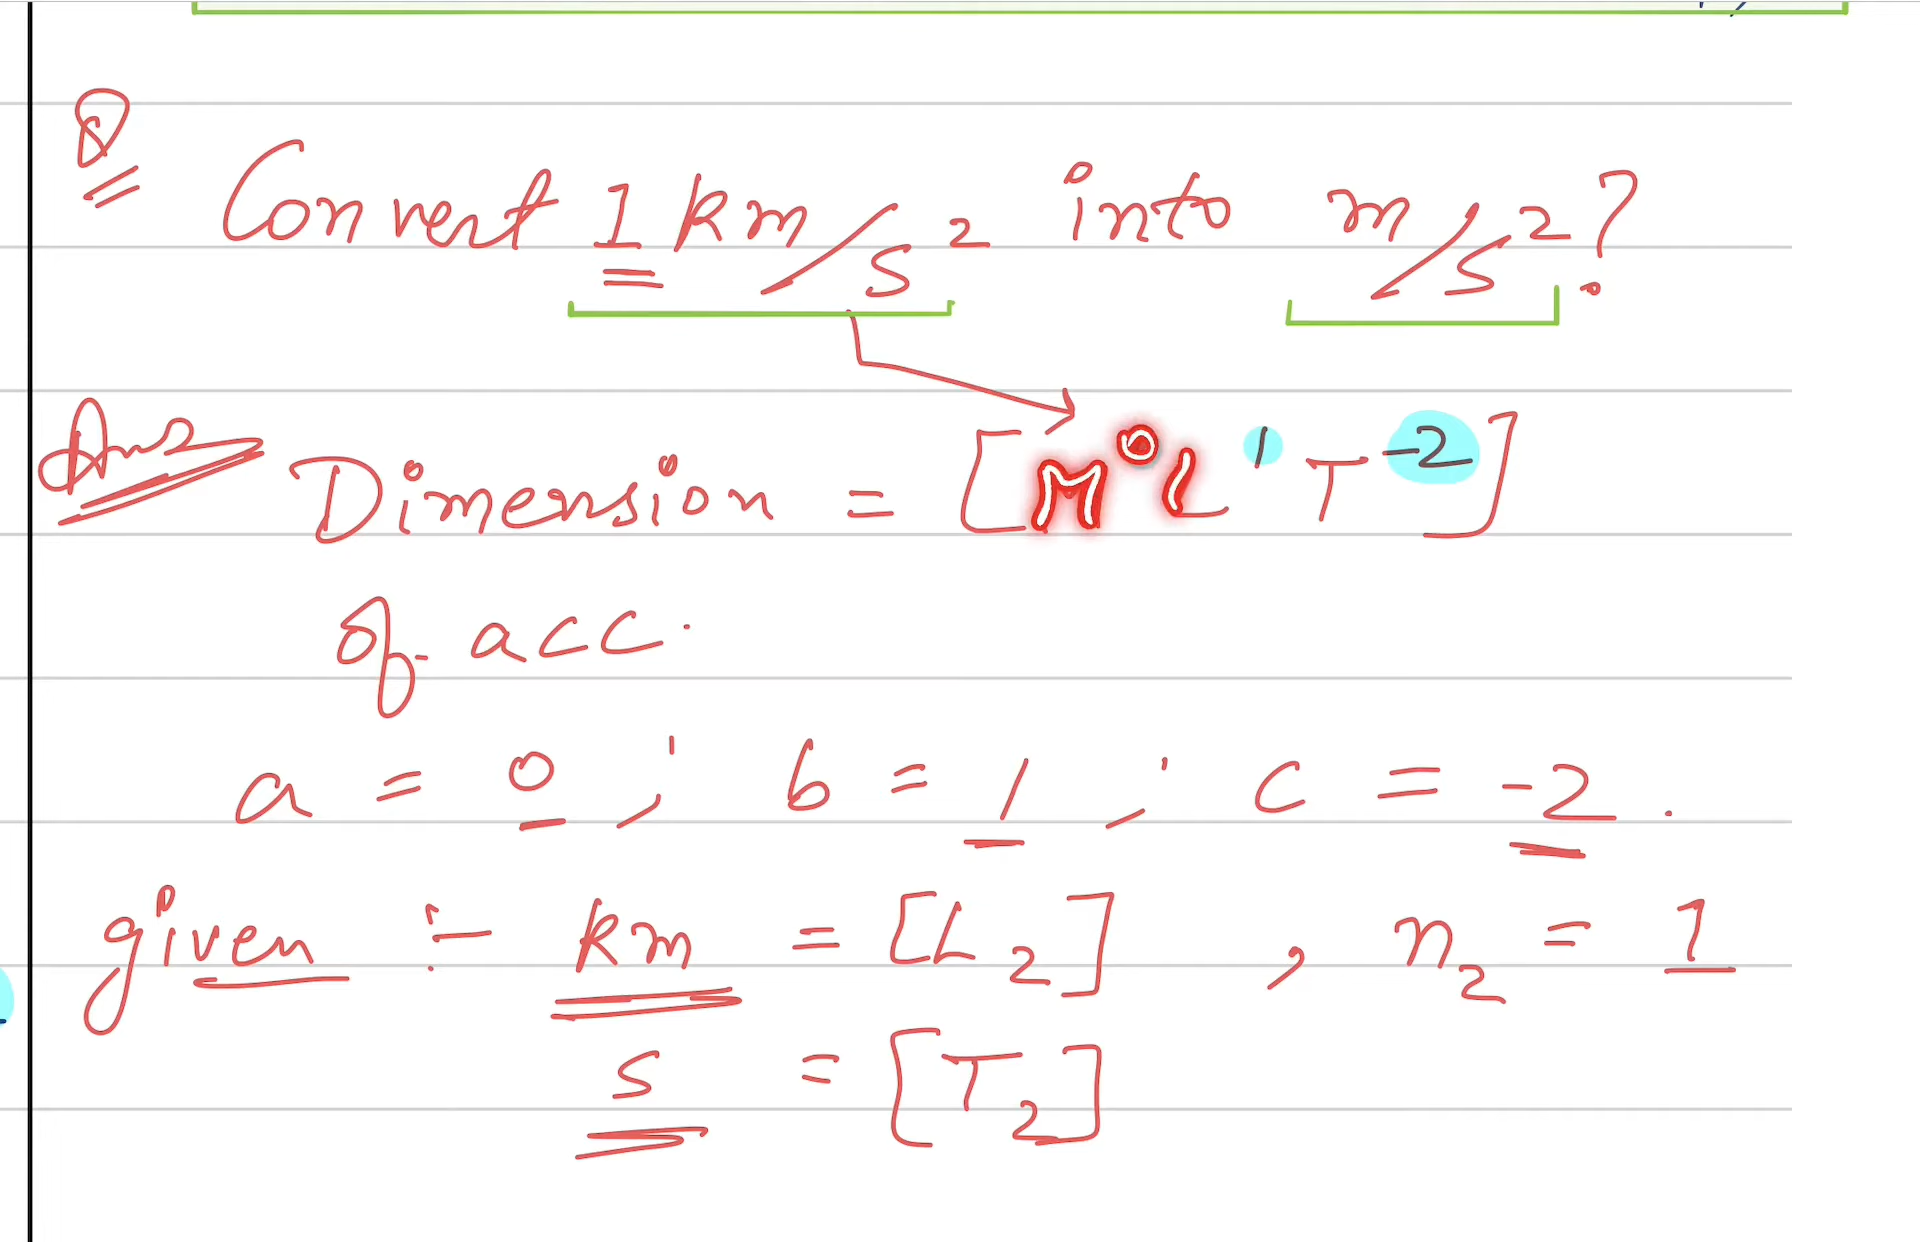 Q
Convert 1 km/s² into m/s²?
Ans
Dimension = [M⁰L¹T⁻²]
of acc.
a = 0 ; b = 1 ; c = -2 .
given :- km = [L₂] , n₂ = 1
s = [T₂]